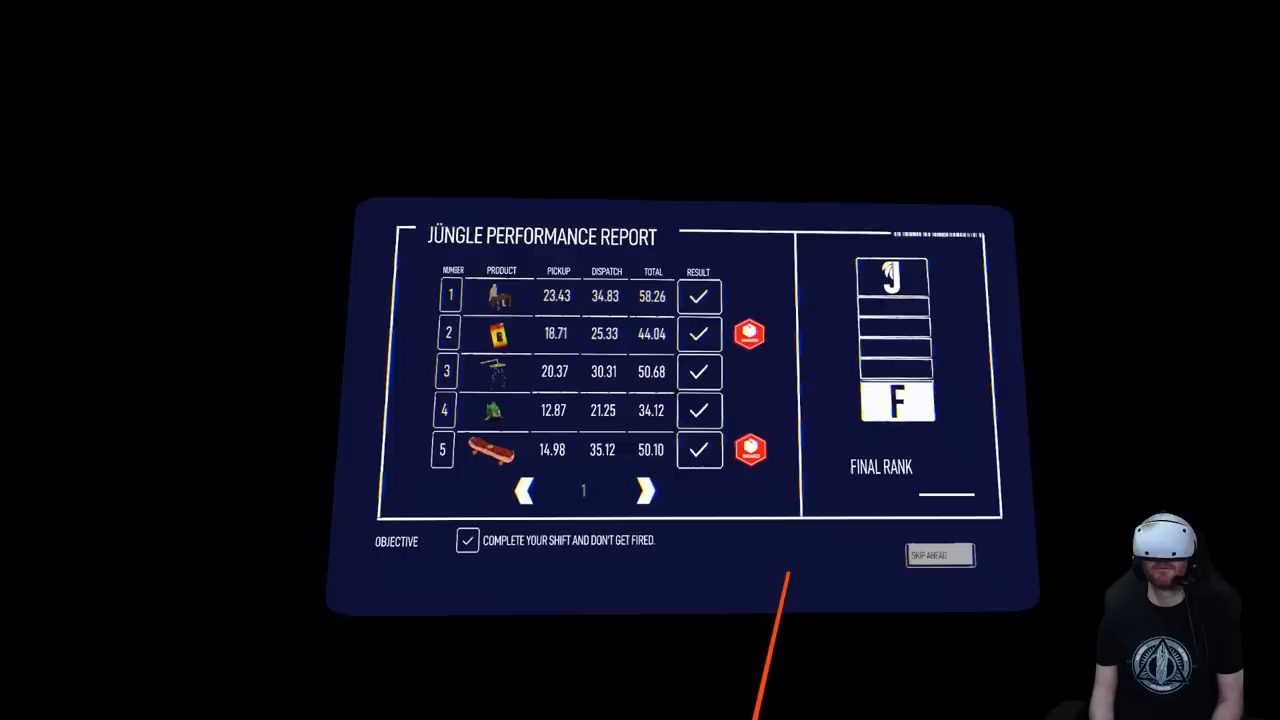 JÜNGLE PERFORMANCE REPORT
NUMBER PRODUCT PICKUP DISPATCH TOTAL RESULT
1 23.43 34.83 58.26
2 18.71 25.33 44.04
3 20.37 30.31 50.68
4 12.87 21.25 34.12
5 14.98 35.12 50.10
1
J
F
FINAL RANK
OBJECTIVE COMPLETE YOUR SHIFT AND DON'T GET FIRED.
SKIP AHEAD